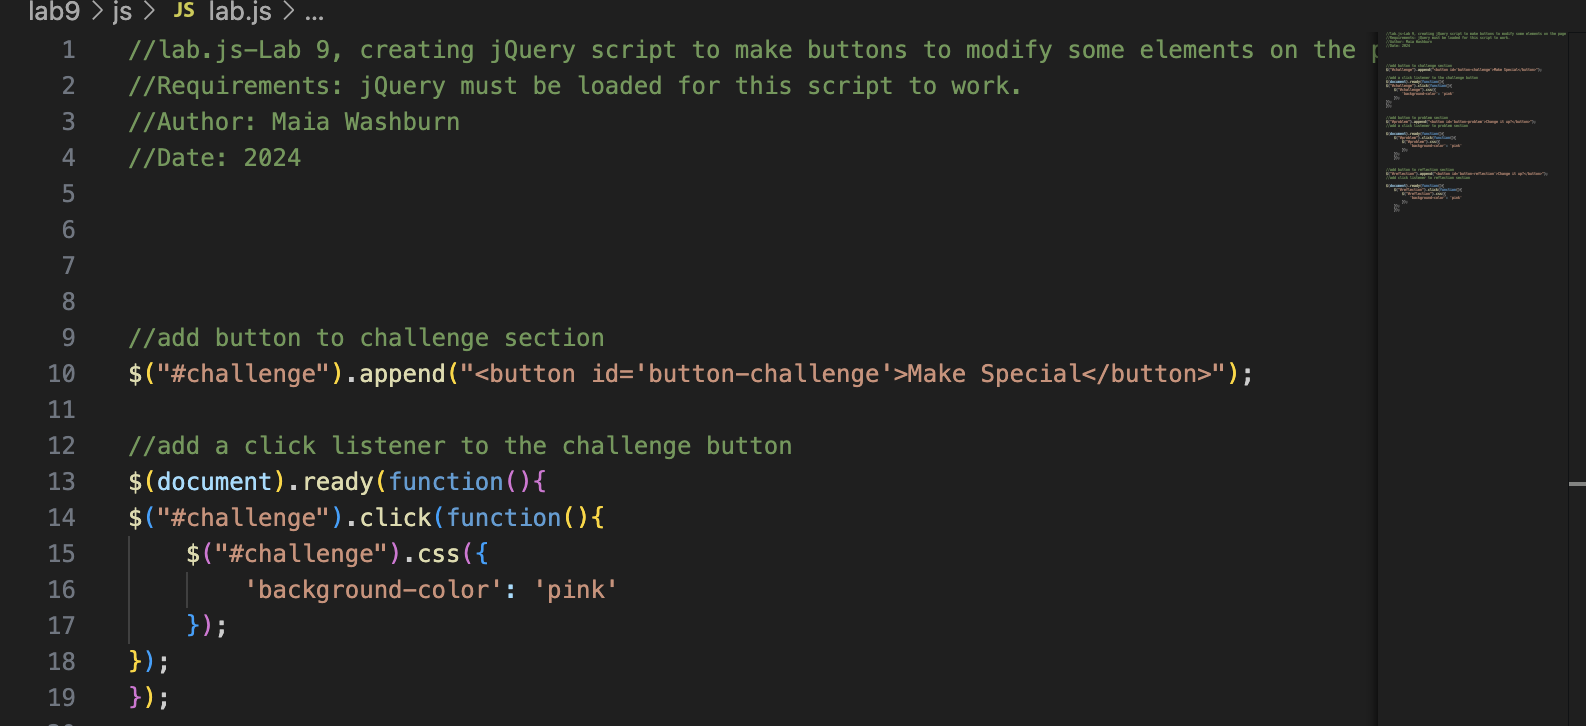 lab9 > js > JS lab.js > ...
1 //lab.js-Lab 9, creating jQuery script to make buttons to modify some elements on the
2 //Requirements: jQuery must be loaded for this script to work.
3 //Author: Maia Washburn
4 //Date: 2024
5
6
7
8
9 //add button to challenge section
10 $("#challenge").append("<button id='button-challenge'>Make Special</button>");
11
12 //add a click listener to the challenge button
13 $(document).ready(function(){
14 $("#challenge").click(function(){
15     $("#challenge").css({
16         'background-color': 'pink'
17     });
18 });
19 });